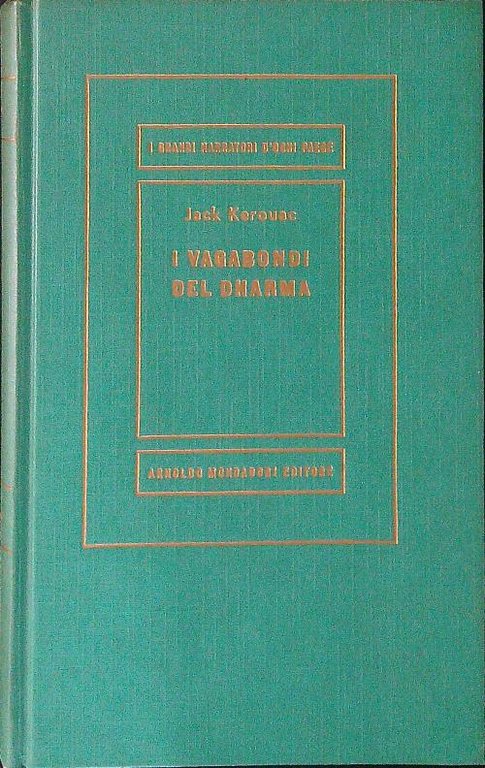 I GRANDI NARRATORI D'OGNI PAESE
Jack Kerouac
I VAGABONDI
DEL DHARMA
ARNOLDO MONDADORI EDITORE